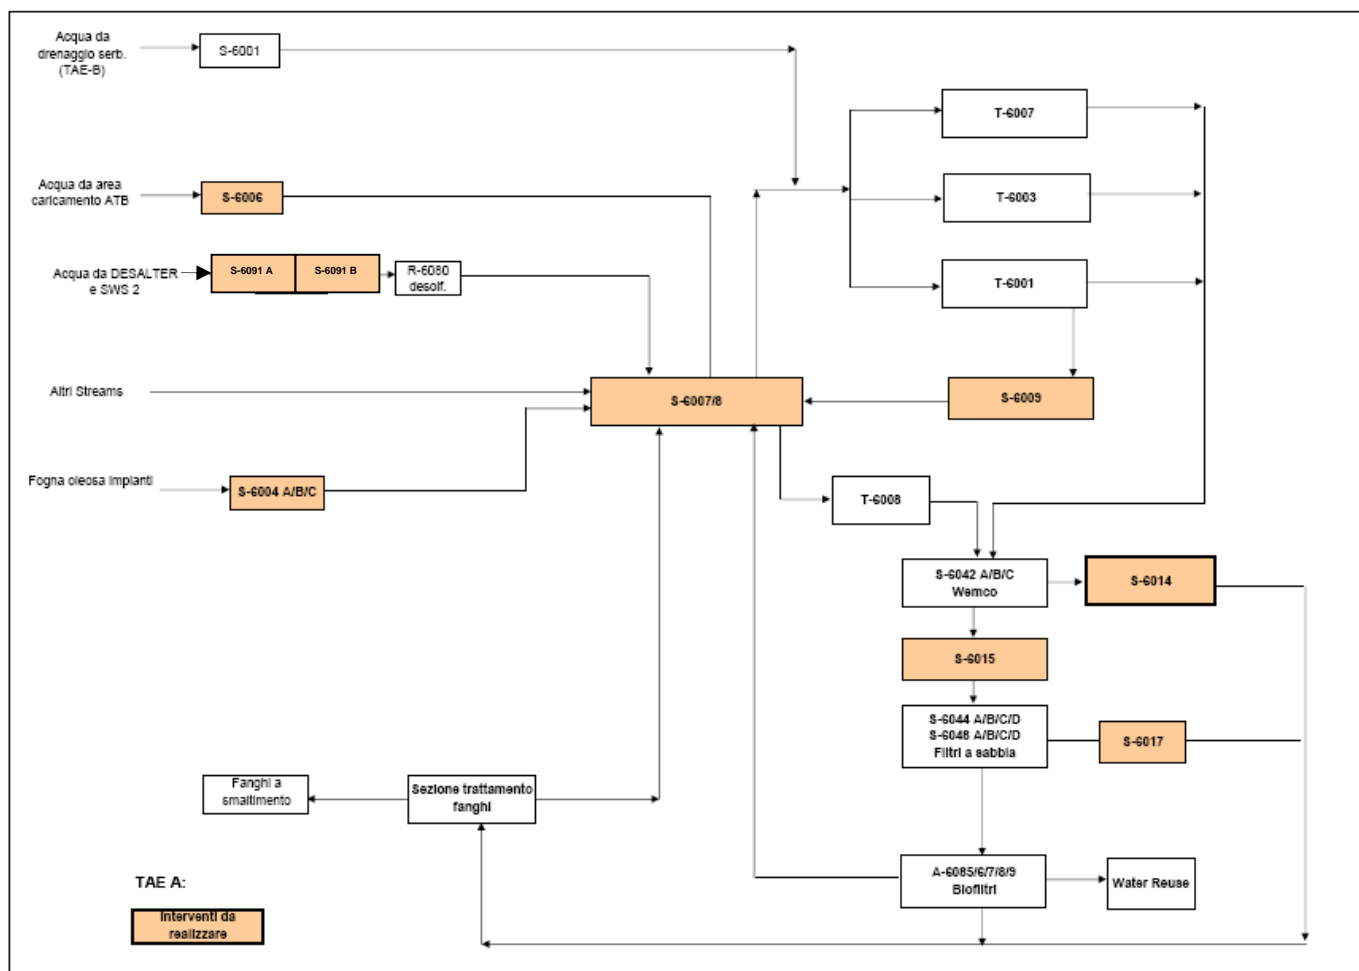 Acqua da
drenaggio serb.
(TAE-B)
S-6001
T-6007
Acqua da area
caricamento ATB
S-6006
T-6003
Acqua da DESALTER
e SWS 2
S-6091 A
S-6091 B
R-6080
desolf.
T-6001
Altri Streams
S-6007/8
S-6009
Fogna oleosa Impianti
S-6004 A/B/C
T-6008
S-6042 A/B/C
Wemco
S-6014
S-6015
S-6044 A/B/C/D
S-6048 A/B/C/D
Filtri a sabbia
S-6017
Fanghi a
smaltimento
Sezione trattamento
fanghi
A-6085/6/7/8/9
Biofiltri
Water Reuse
TAE A:
Interventi da
realizzare